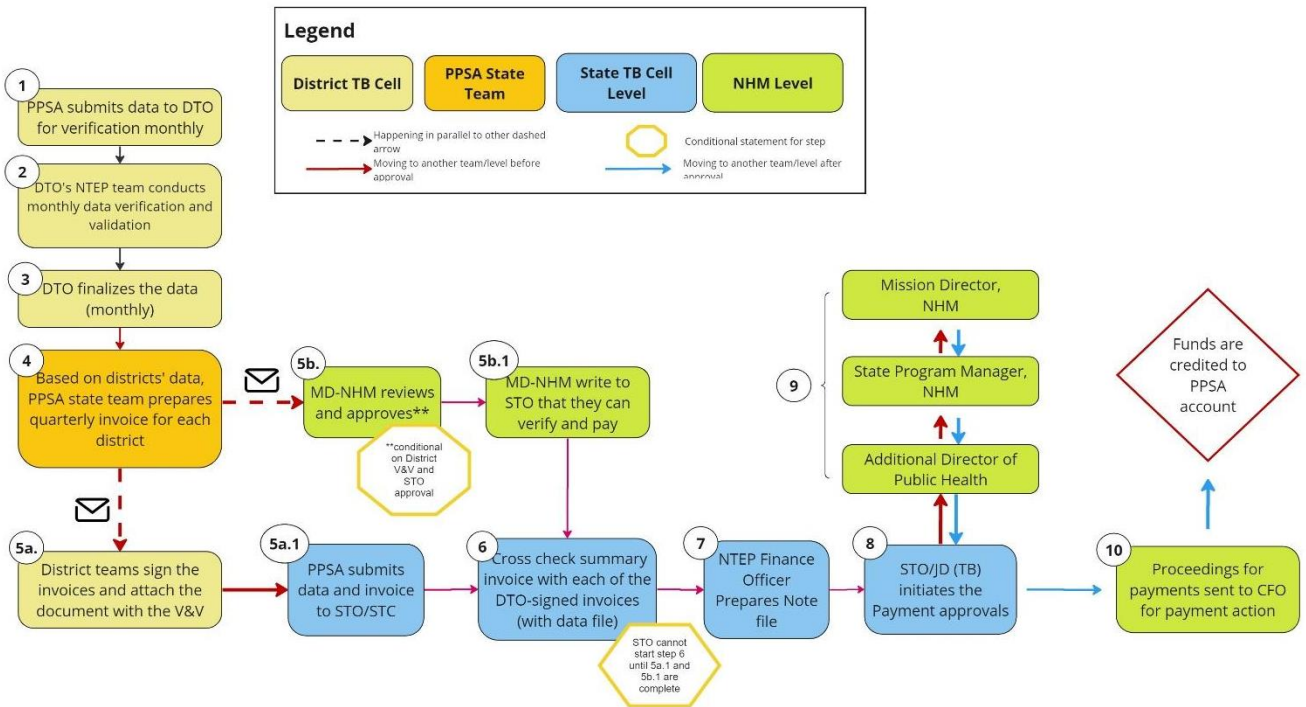 Legend
District TB Cell
PPSA State
Team
State TB Cell
Level
NHM Level
Happening in parallel to other dashed
arrow
Conditional statement for step
Moving to another team/level before
approval
Moving to another team/level after
approval
1
PPSA submits data to DTO
for verification monthly
2
DTO's NTEP team conducts
monthly data verification and
validation
3
DTO finalizes the data
(monthly)
4
Based on districts' data,
PPSA state team prepares
quarterly invoice for each
district
5b.
MD-NHM reviews
and approves**
**conditional
on District
V&V and
STO
approval
5b.1
MD-NHM write to
STO that they can
verify and pay
5a.
District teams sign the
invoices and attach the
document with the V&V
5a.1
PPSA submits
data and invoice
to STO/STC
6
Cross check summary
invoice with each of the
DTO-signed invoices
(with data file)
STO cannot
start step 6
until 5a.1 and
5b.1 are
complete
7
NTEP Finance
Officer
Prepares Note
file
8
STO/JD (TB)
initiates the
Payment approvals
9
Mission Director,
NHM
State Program Manager,
NHM
Additional Director of
Public Health
10
Proceedings for
payments sent to CFO
for payment action
Funds are
credited to
PPSA
account